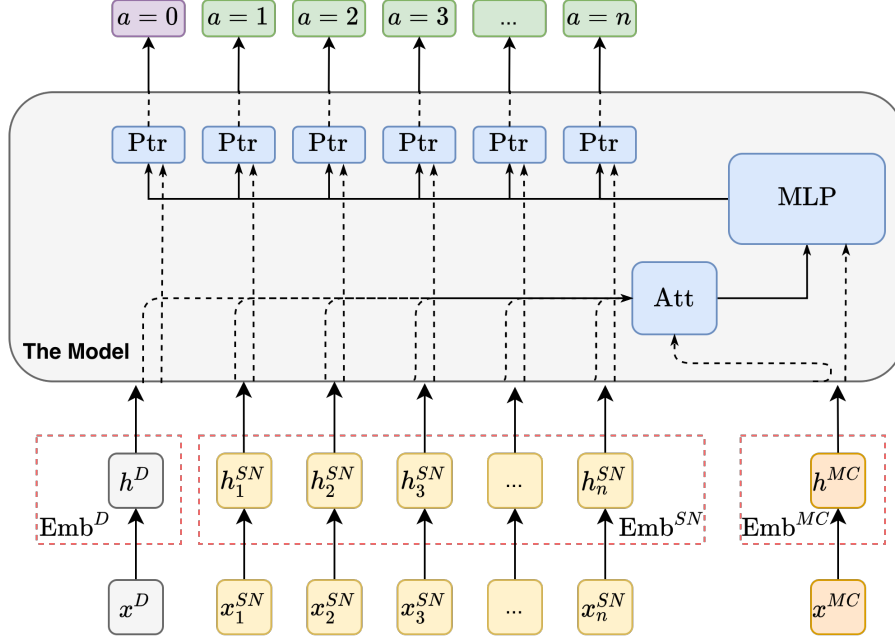 a = 0 a = 1 a = 2 a = 3 ... a = n
Ptr Ptr Ptr Ptr Ptr Ptr
MLP
Att
The Model
h^D h_1^{SN} h_2^{SN} h_3^{SN} ... h_n^{SN} h^{MC}
Emb^D Emb^{SN} Emb^{MC}
x^D x_1^{SN} x_2^{SN} x_3^{SN} ... x_n^{SN} x^{MC}